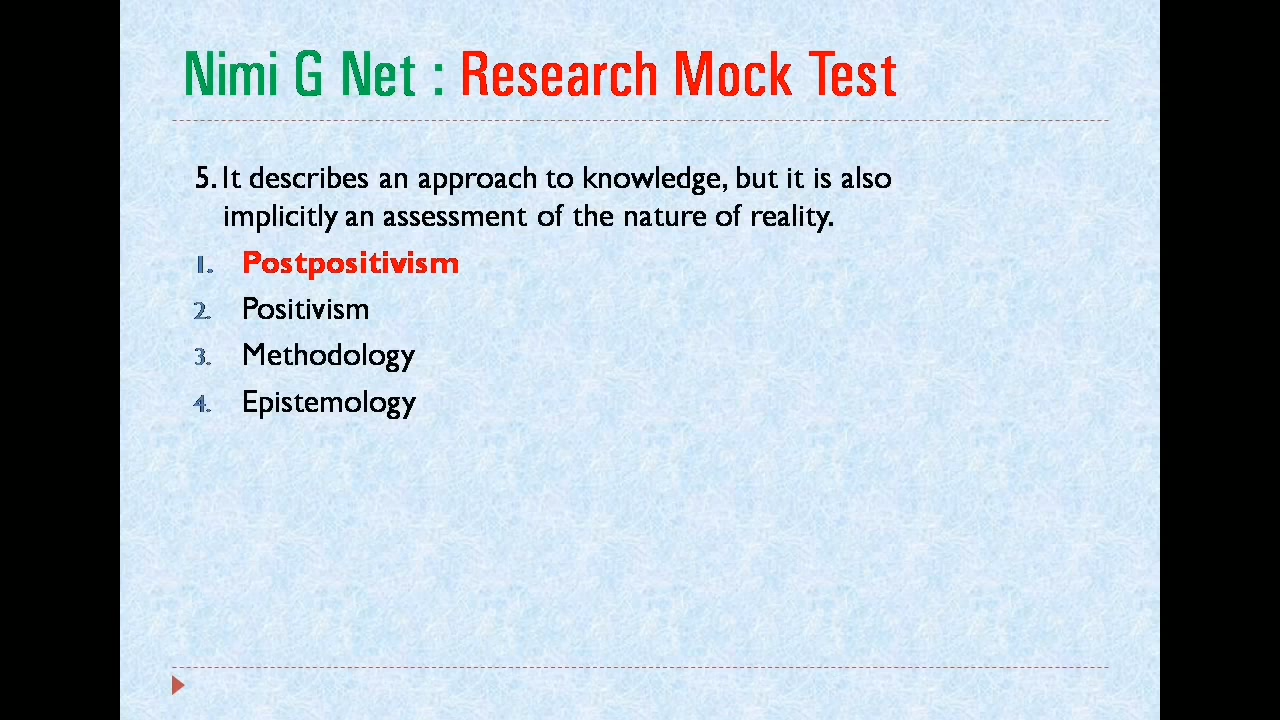 Nimi G Net : Research Mock Test
5. It describes an approach to knowledge, but it is also
implicitly an assessment of the nature of reality.
1. Postpositivism
2. Positivism
3. Methodology
4. Epistemology